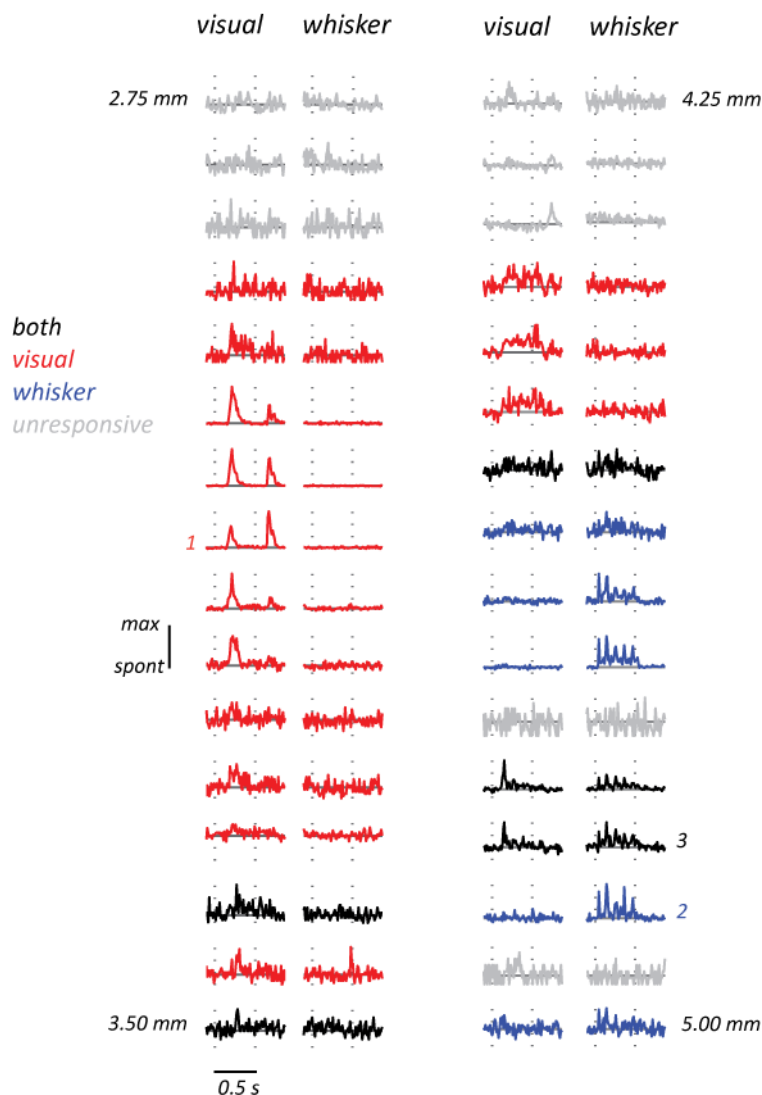 visual whisker visual whisker
2.75 mm 4.25 mm
both
visual
whisker
unresponsive
1
max
spont
3
2
3.50 mm 5.00 mm
0.5 s